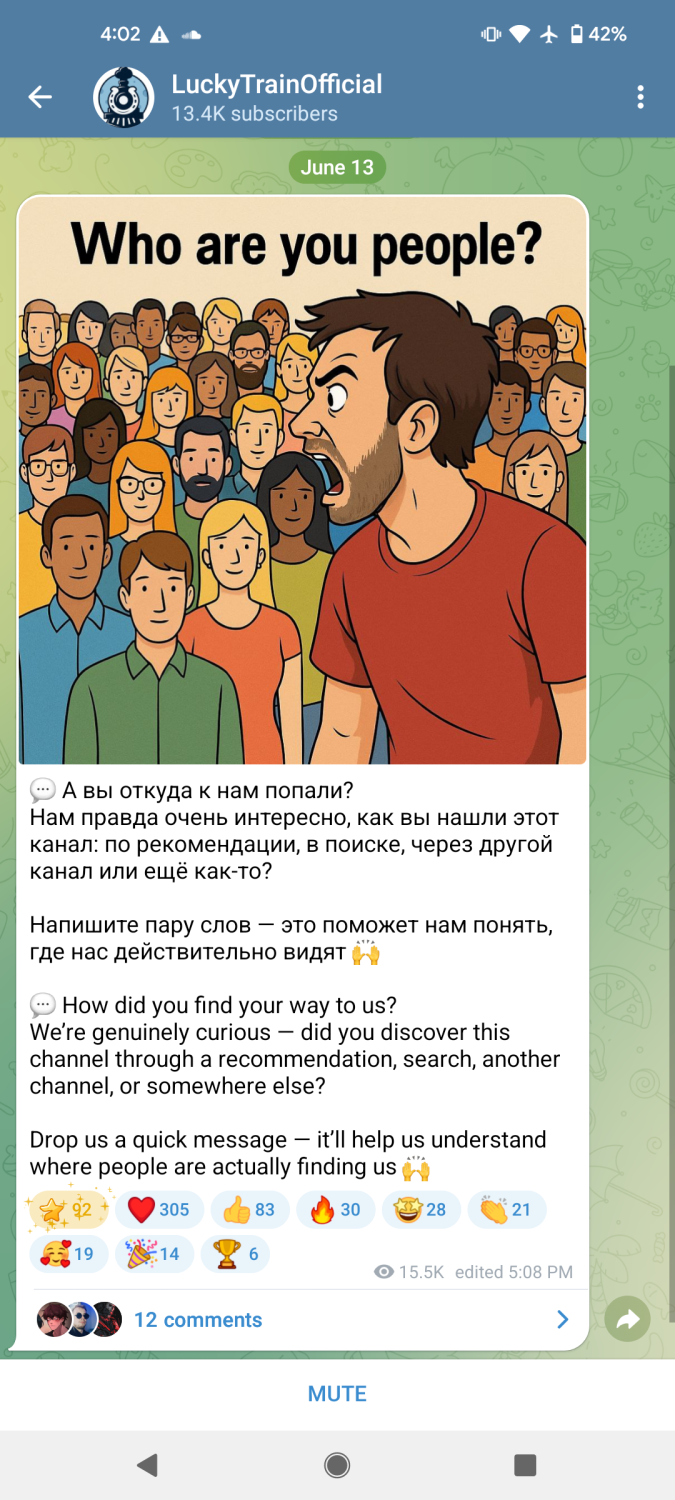 4:02
42%
LuckyTrainOfficial
13.4K subscribers
June 13
Who are you people?
💬 А вы откуда к нам попали?
Нам правда очень интересно, как вы нашли этот
канал: по рекомендации, в поиске, через другой
канал или ещё как-то?
Напишите пару слов — это поможет нам понять,
где нас действительно видят 🙌
💬 How did you find your way to us?
We’re genuinely curious — did you discover this
channel through a recommendation, search, another
channel, or somewhere else?
Drop us a quick message — it’ll help us understand
where people are actually finding us 🙌
⭐ 92 ❤️ 305 👍 83 🔥 30 🤩 28 👏 21
🥰 19 🎉 14 🏆 6
15.5K edited 5:08 PM
12 comments
MUTE